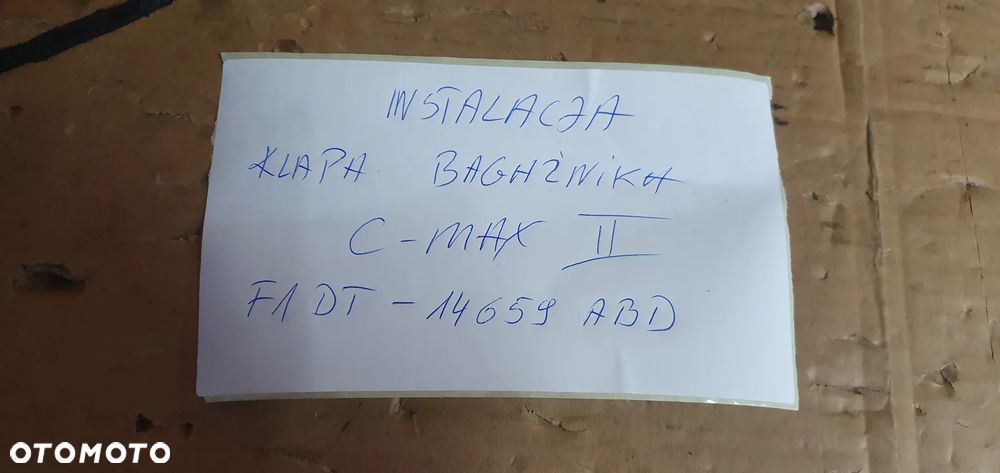 INSTALACJA
KLAPA BAGAŻNIKA
C-MAX II
F1DT-14659 ABD
OTOMOTO